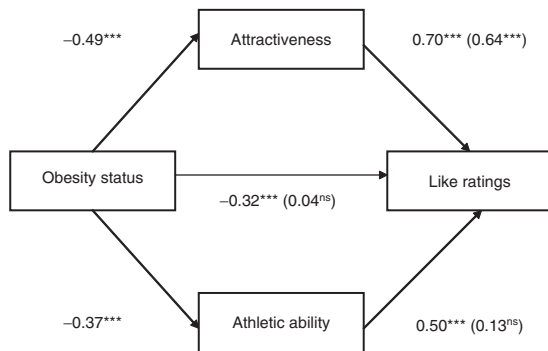 −0.49***
Attractiveness
0.70*** (0.64***)
Obesity status
Like ratings
−0.32*** (0.04ⁿˢ)
−0.37***
Athletic ability
0.50*** (0.13ⁿˢ)